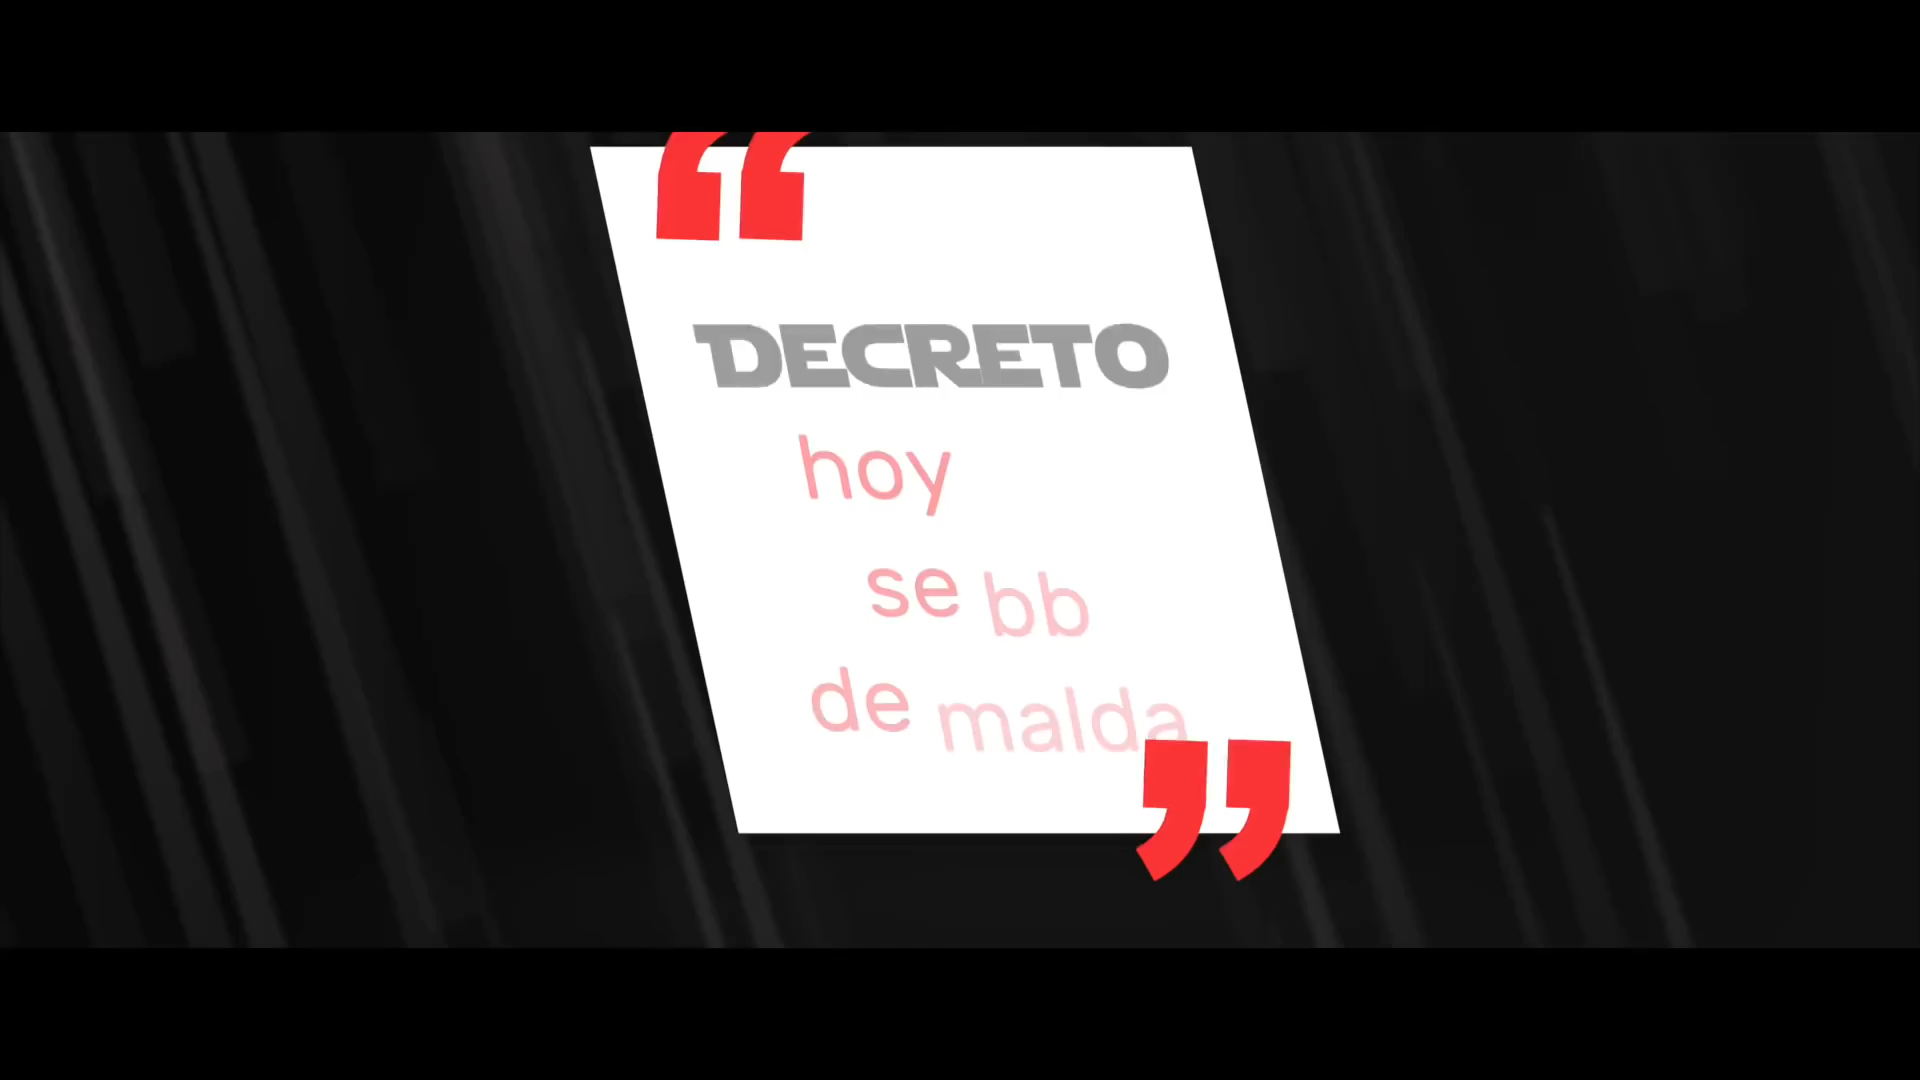 “
DECRETO
hoy
se bb
de malda
”